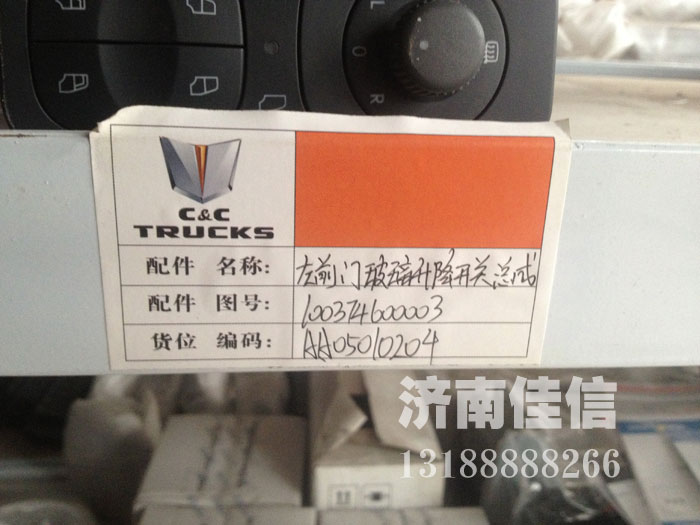 L
O
R
C&C
TRUCKS
配件 名称: 左前门玻璃升降开关总成
配件 图号: 100374600003
货位 编码: AA05010204
济南佳信
13188888266